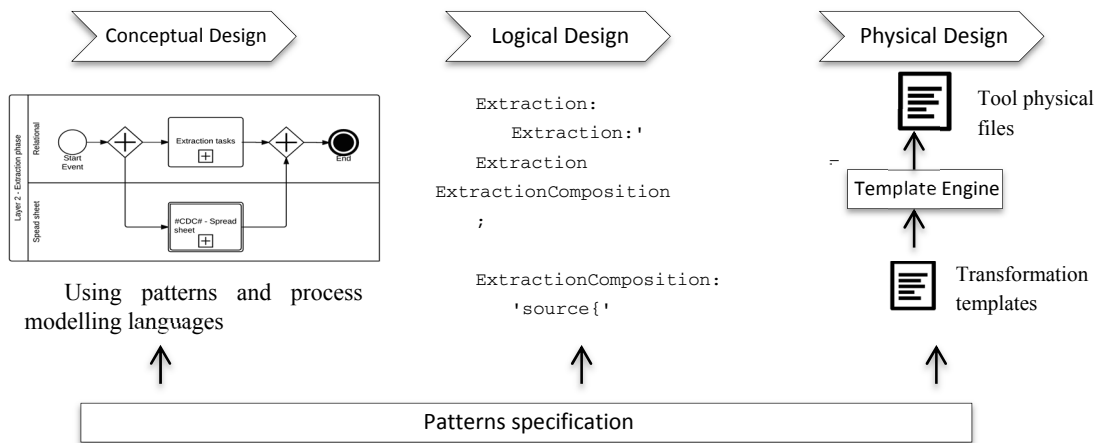 Conceptual Design
Logical Design
Physical Design
Layer 2 - Extraction phase
Relational
Start
Event
Extraction tasks
End
Spead sheet
#CDC# - Spread
sheet
Using patterns and process
modelling languages
Extraction:
Extraction:'
Extraction
ExtractionComposition
;
ExtractionComposition:
'source{'
Tool physical
files
Template Engine
Transformation
templates
Patterns specification